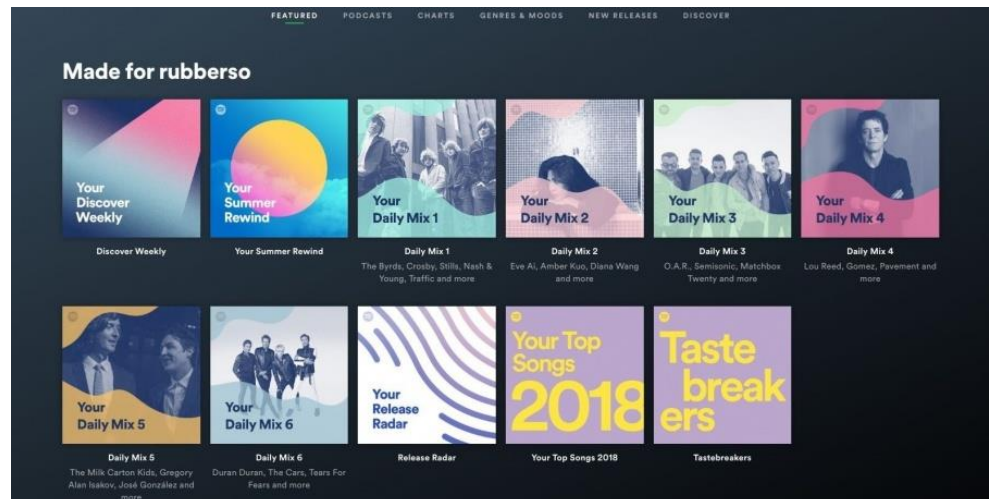 FEATURED PODCASTS CHARTS GENRES & MOODS NEW RELEASES DISCOVER
Made for rubberso
Your
Discover
Weekly
Discover Weekly
Your
Summer
Rewind
Your Summer Rewind
Your
Daily Mix 1
Daily Mix 1
The Byrds, Crosby, Stills, Nash &
Young, Traffic and more
Your
Daily Mix 2
Daily Mix 2
Eve Ai, Amber Kuo, Diana Wang
and more
Your
Daily Mix 3
Daily Mix 3
O.A.R., Semisonic, Matchbox
Twenty and more
Your
Daily Mix 4
Daily Mix 4
Lou Reed, Gomez, Pavement and
more
Your
Daily Mix 5
Daily Mix 5
The Milk Carton Kids, Gregory
Alan Isakov, José González and
more
Your
Daily Mix 6
Daily Mix 6
Duran Duran, The Cars, Tears For
Fears and more
Your
Release
Radar
Release Radar
Your Top
Songs
2018
Your Top Songs 2018
Taste
break
ers
Tastebreakers